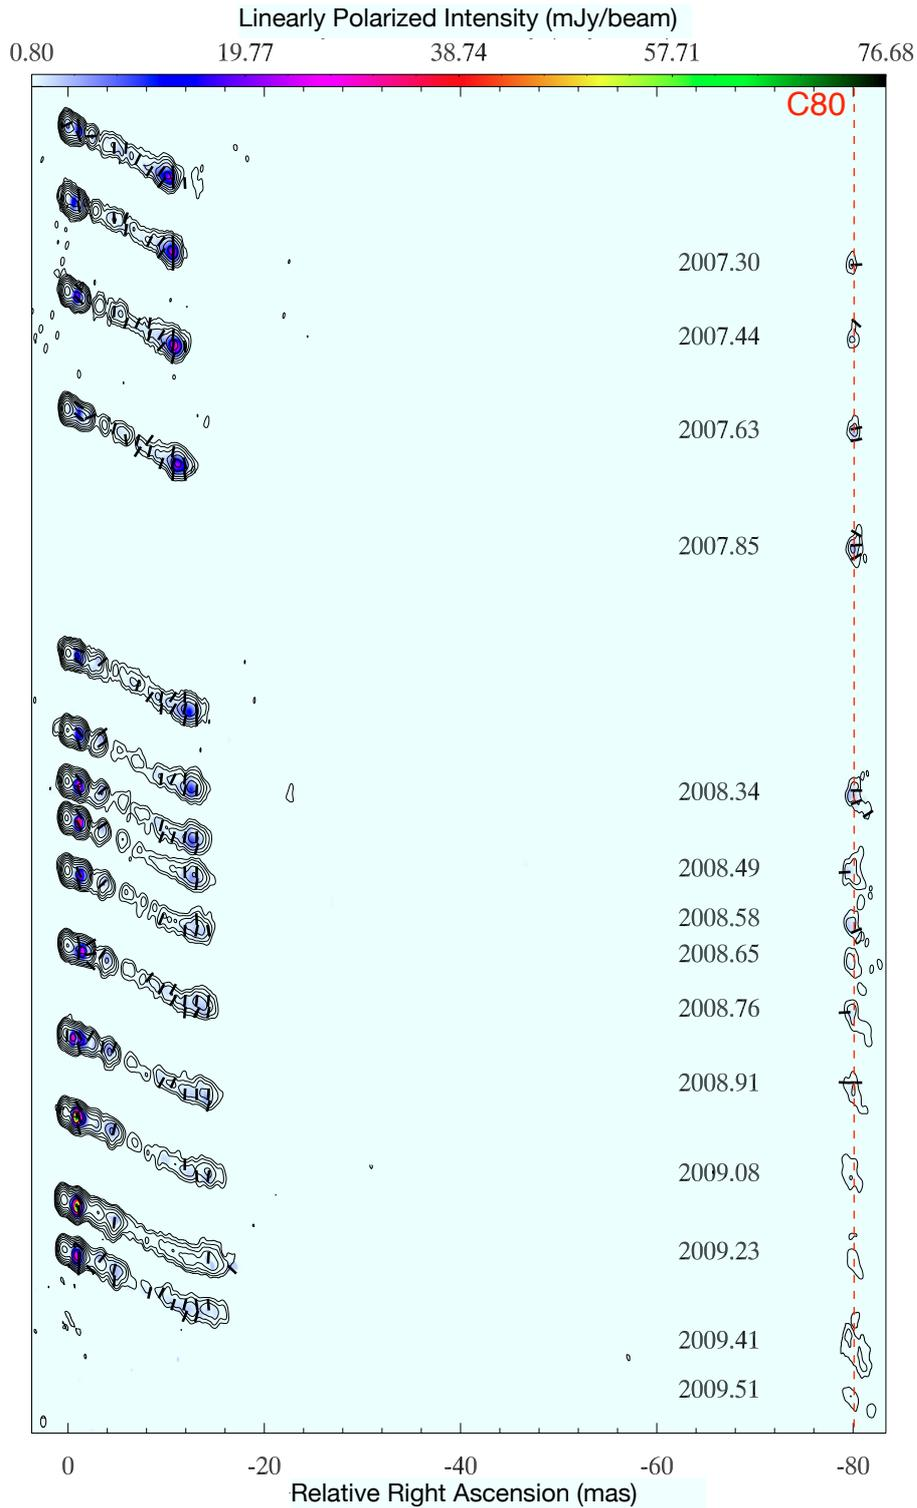 Linearly Polarized Intensity (mJy/beam)
0.80 19.77 38.74 57.71 76.68
C80
2007.30
2007.44
2007.63
2007.85
2008.34
2008.49
2008.58
2008.65
2008.76
2008.91
2009.08
2009.23
2009.41
2009.51
0 -20 -40 -60 -80
Relative Right Ascension (mas)